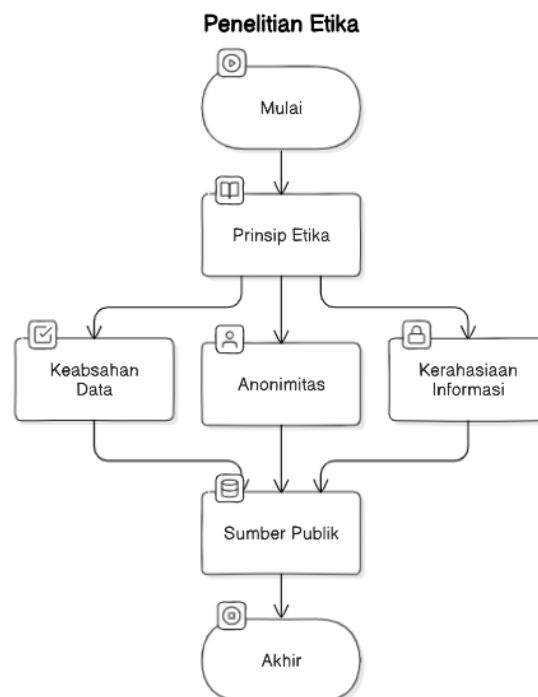 Penelitian Etika
Mulai
Prinsip Etika
Keabsahan
Data
Anonimitas
Kerahasiaan
Informasi
Sumber Publik
Akhir